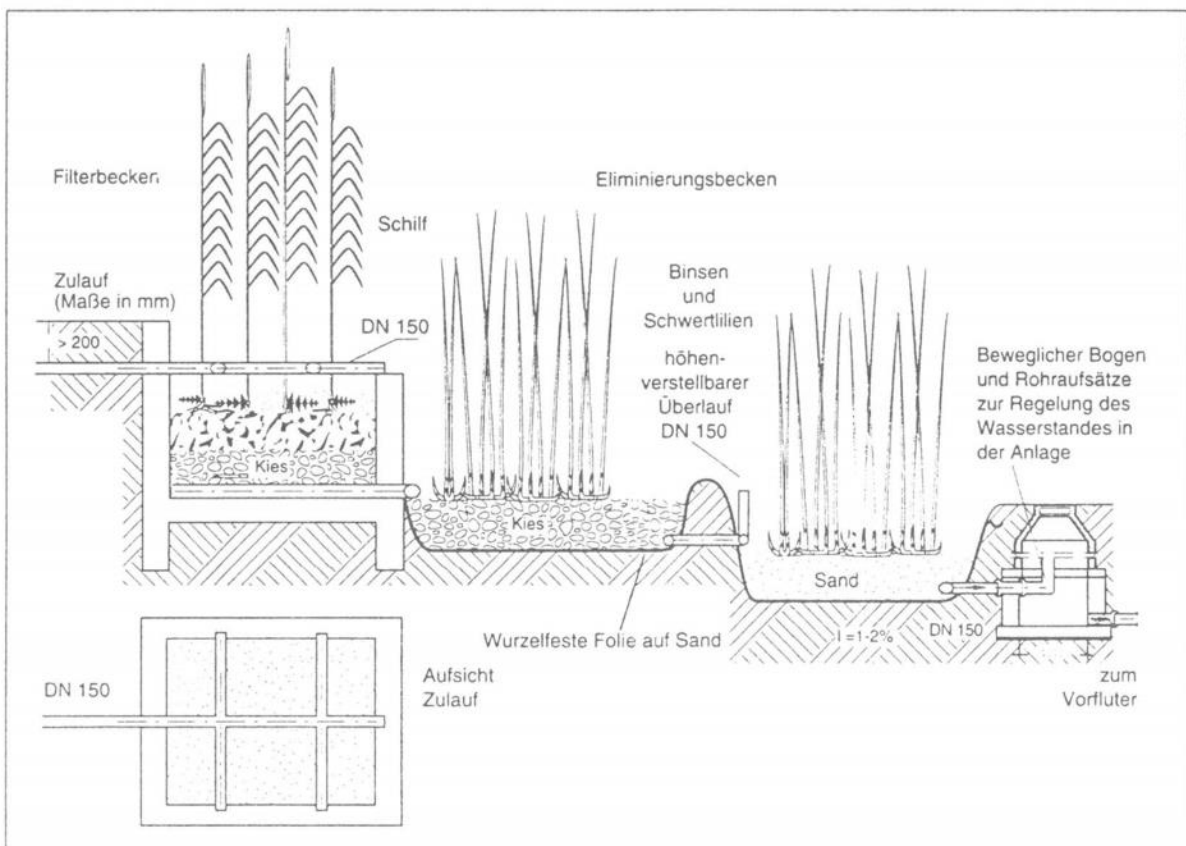 Filterbecken
Eliminierungsbecken
Schilf
Zulauf
(Maße in mm)
> 200
DN 150
Binsen
und
Schwertlilien
höhen-
verstellbarer
Überlauf
DN 150
Beweglicher Bogen
und Rohraufsätze
zur Regelung des
Wasserstandes in
der Anlage
Kies
Kies
Sand
Wurzelfeste Folie auf Sand
I =1-2%
DN 150
zum
Vorfluter
DN 150
Aufsicht
Zulauf